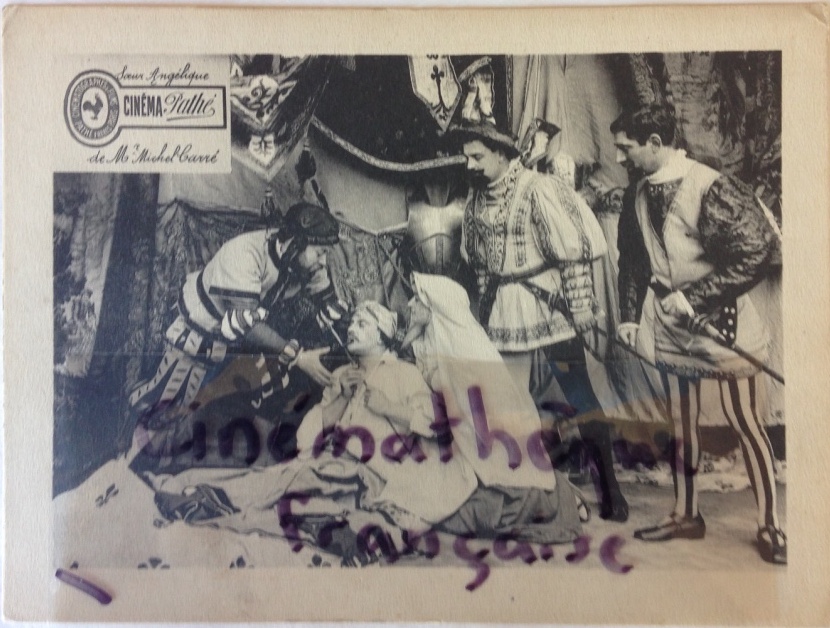 Sœur Angélique
CINÉMA-Pathé
de Mr. Michel Carré
Cinémathèque
Française